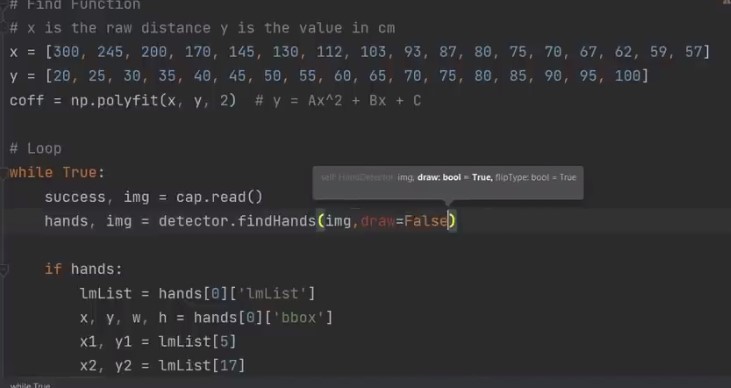 # Find Function
# x is the raw distance y is the value in cm
x = [300, 245, 200, 170, 145, 130, 112, 103, 93, 87, 80, 75, 70, 67, 62, 59, 57]
y = [20, 25, 30, 35, 40, 45, 50, 55, 60, 65, 70, 75, 80, 85, 90, 95, 100]
coff = np.polyfit(x, y, 2)  # y = Ax^2 + Bx + C
# Loop
while True:
self: HandDetector, img, draw: bool = True, flipType: bool = True
success, img = cap.read()
hands, img = detector.findHands(img,draw=False)
if hands:
lmList = hands[0]['lmList']
x, y, w, h = hands[0]['bbox']
x1, y1 = lmList[5]
x2, y2 = lmList[17]
while True